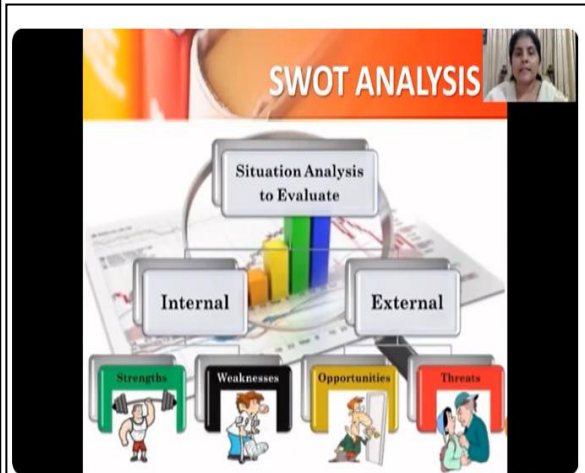 SWOT ANALYSIS
Situation Analysis
to Evaluate
Internal
External
Strengths
Weaknesses
Opportunities
Threats